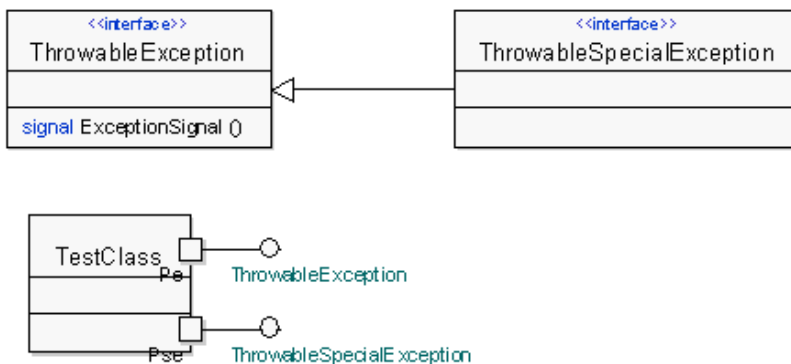 <<interface>>
ThrowableException
signal ExceptionSignal ()
<<interface>>
ThrowableSpecialException
TestClass
Pe
ThrowableException
Pse
ThrowableSpecialException